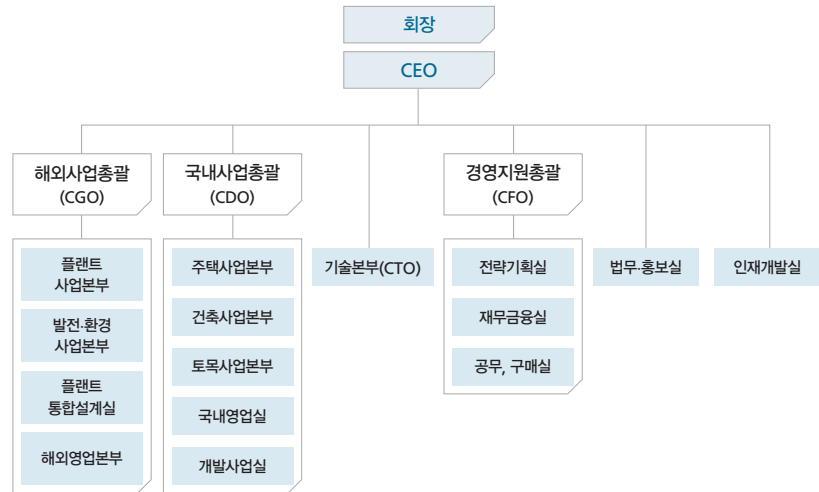 회장
CEO
해외사업총괄
(CGO)
국내사업총괄
(CDO)
경영지원총괄
(CFO)
플랜트
사업본부
발전·환경
사업본부
플랜트
통합설계실
해외영업본부
주택사업본부
건축사업본부
토목사업본부
국내영업실
개발사업실
기술본부(CTO)
전략기획실
재무금융실
공무, 구매실
법무·홍보실
인재개발실